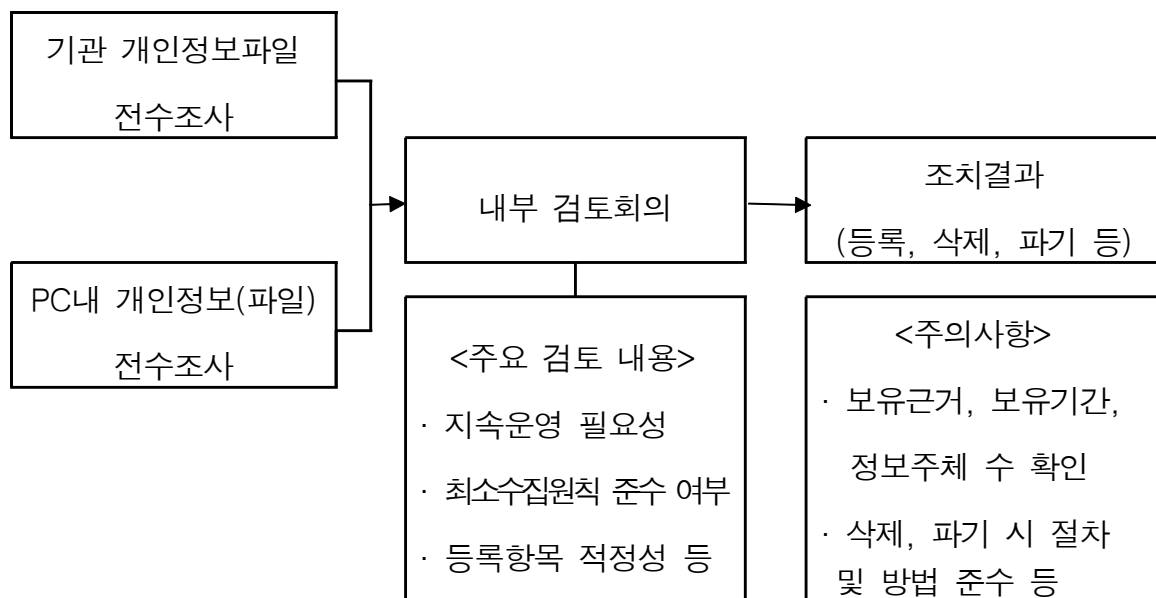 기관 개인정보파일
전수조사
PC내 개인정보(파일)
전수조사
내부 검토회의
조치결과
(등록, 삭제, 파기 등)
<주요 검토 내용>
· 지속운영 필요성
· 최소수집원칙 준수 여부
· 등록항목 적정성 등
<주의사항>
· 보유근거, 보유기간,
정보주체 수 확인
· 삭제, 파기 시 절차
및 방법 준수 등